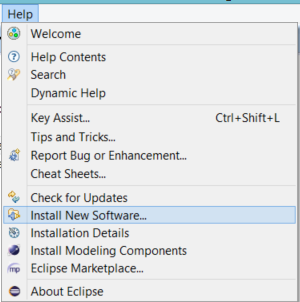 Help
Welcome
Help Contents
Search
Dynamic Help
Key Assist... Ctrl+Shift+L
Tips and Tricks...
Report Bug or Enhancement...
Cheat Sheets...
Check for Updates
Install New Software...
Installation Details
Install Modeling Components
mp Eclipse Marketplace...
About Eclipse